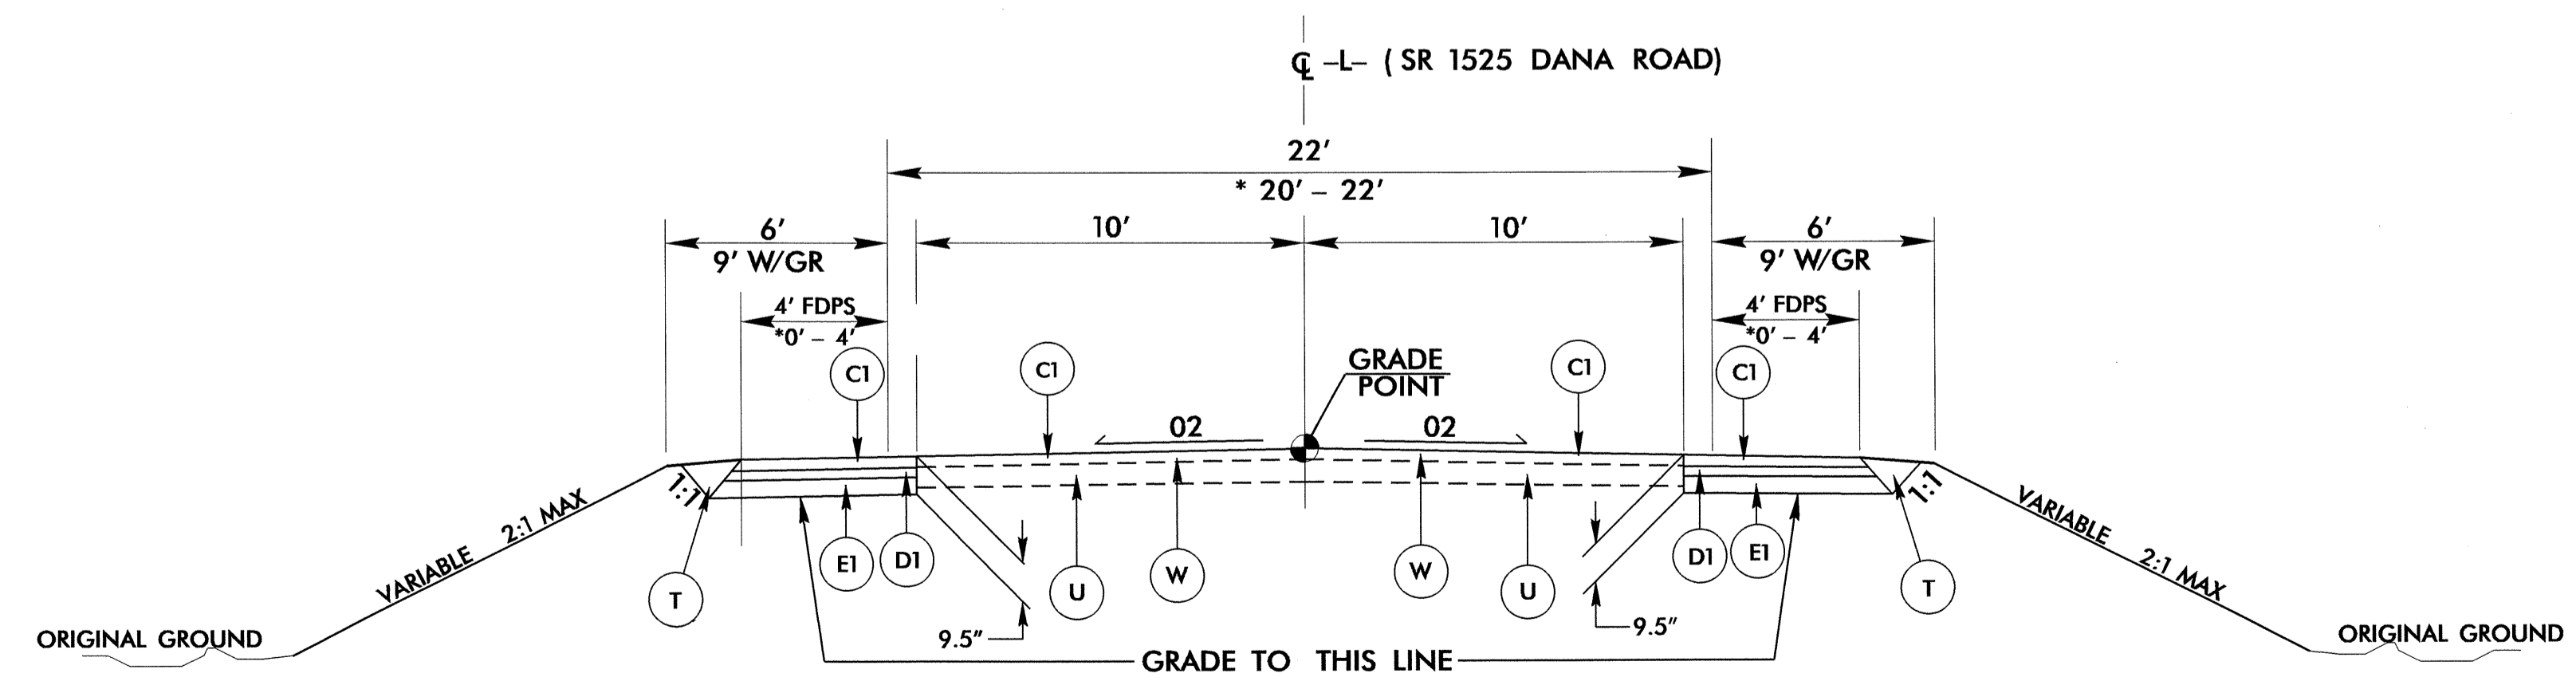 ℄ –L– ( SR 1525 DANA ROAD)
22'
* 20' – 22'
6'
9' W/GR
10'
10'
6'
9' W/GR
4' FDPS
*0' – 4'
4' FDPS
*0' – 4'
C1
C1
GRADE
POINT
C1
C1
02
02
1:1
1:1
VARIABLE 2:1 MAX
VARIABLE 2:1 MAX
T
E1
D1
U
W
W
U
D1
E1
T
9.5"
9.5"
ORIGINAL GROUND
ORIGINAL GROUND
GRADE TO THIS LINE